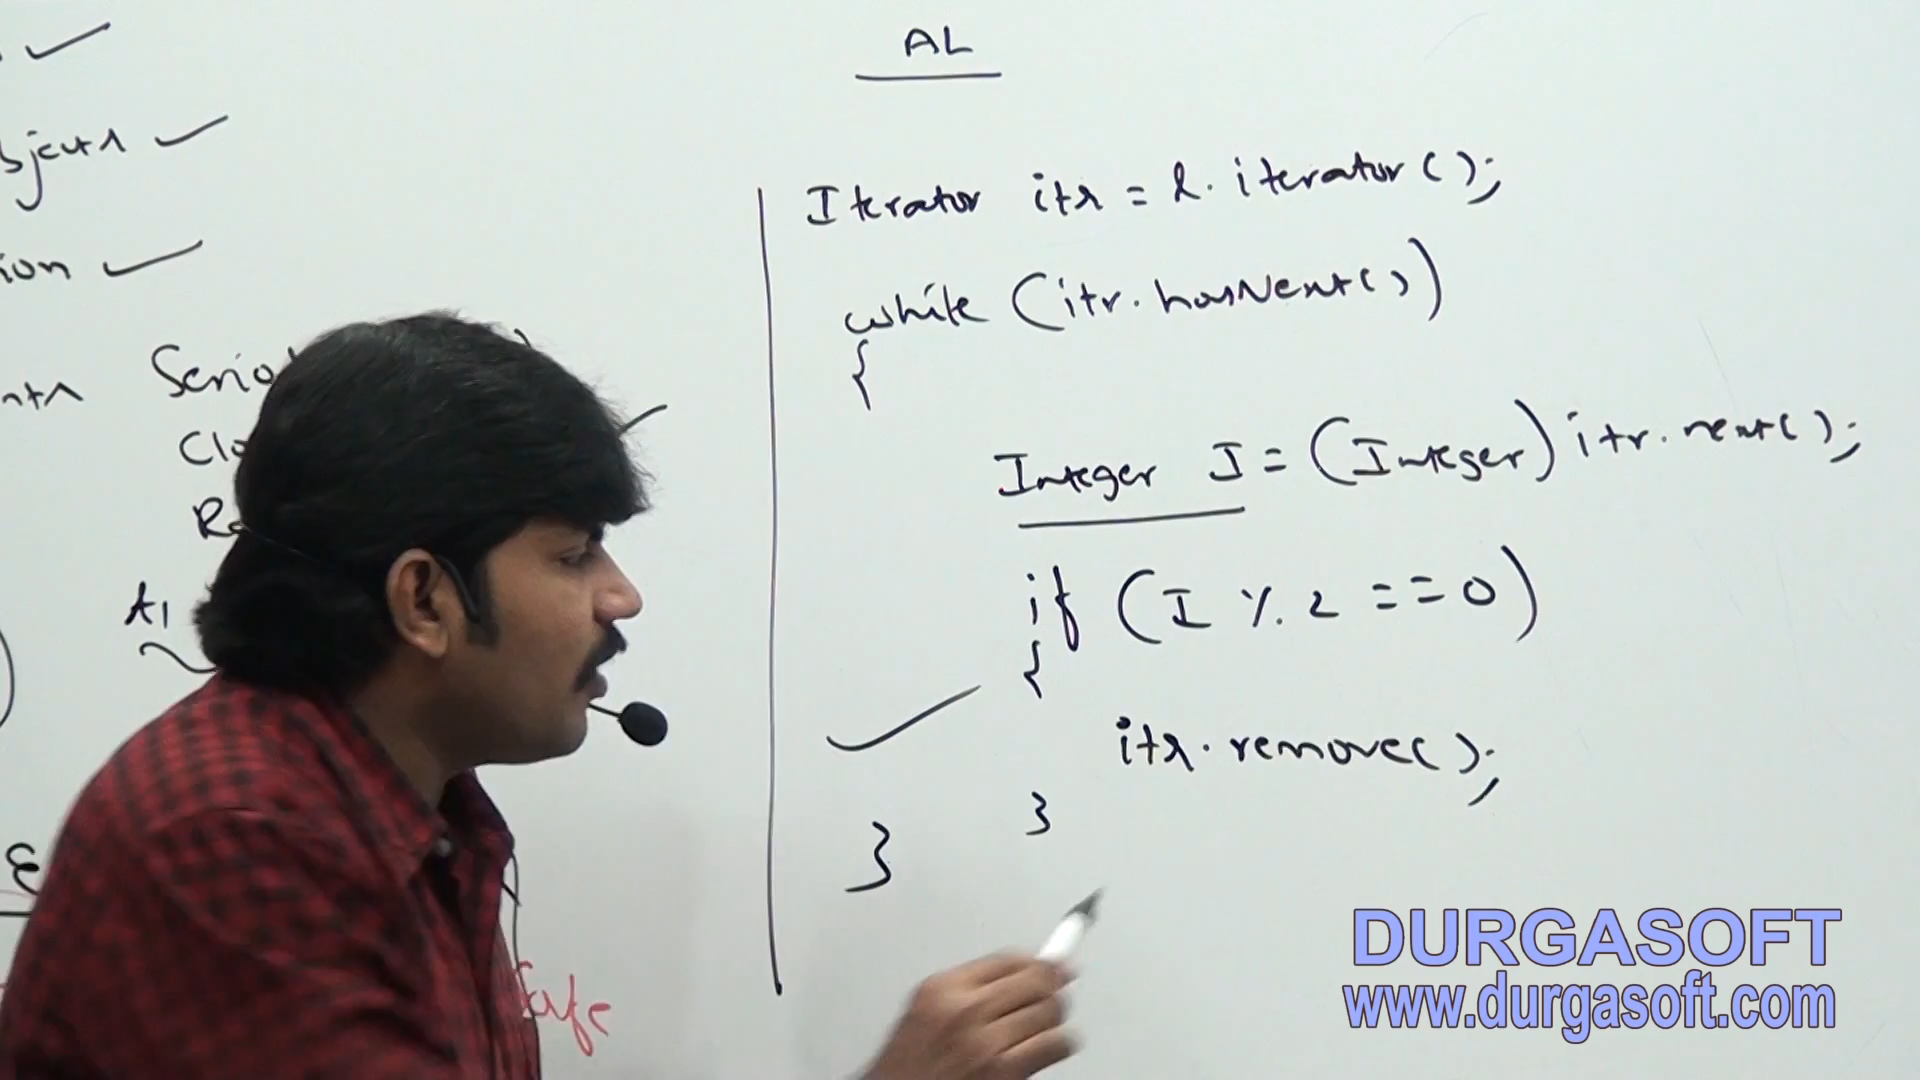 AL
Iterator itr = l. iterator();
while (itr. hasNext())
{
Integer I = (Integer) itr. next();
if (I % 2 == 0)
{
itr. remove();
}
}
A1
DURGASOFT
www.durgasoft.com